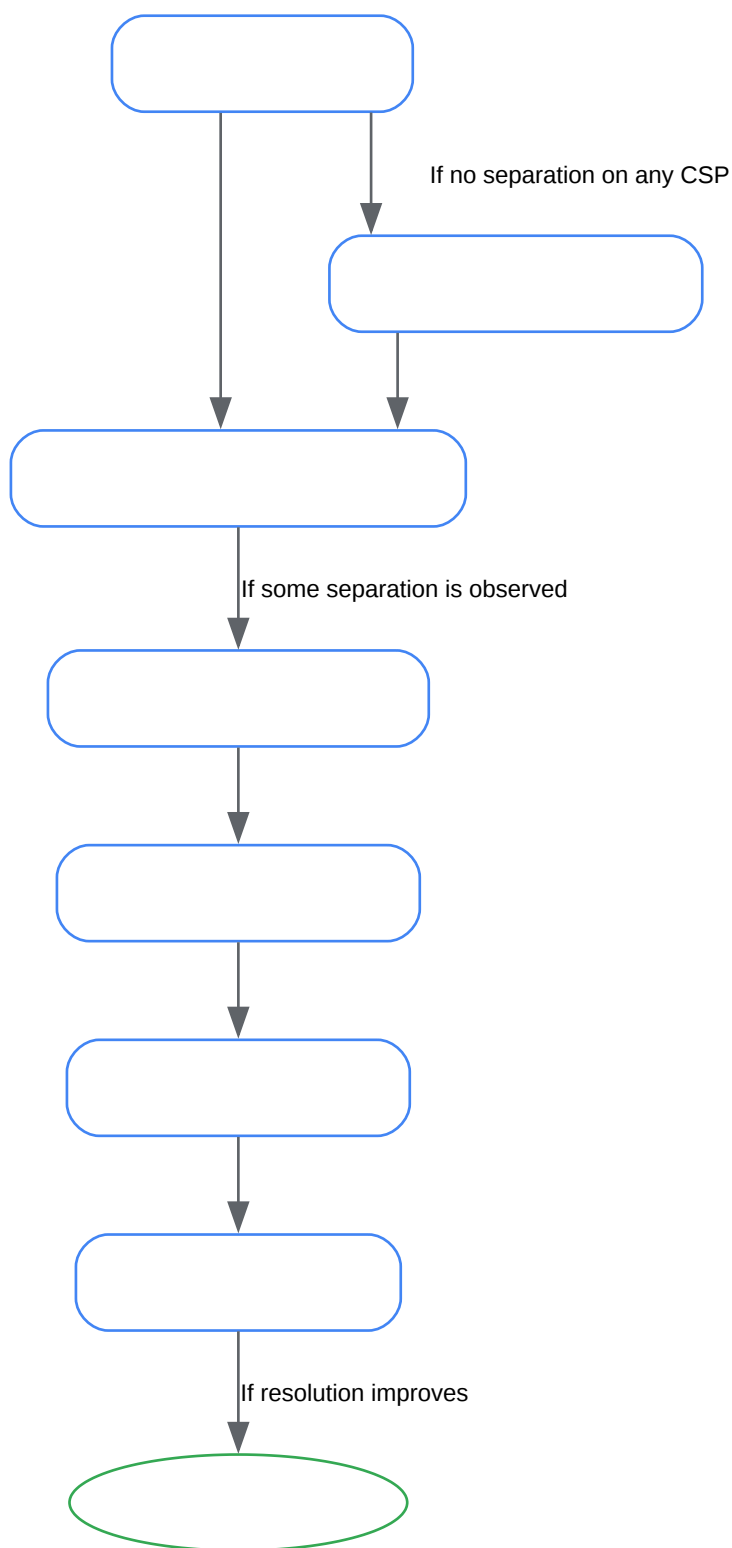 If no separation on any CSP
If some separation is observed
If resolution improves